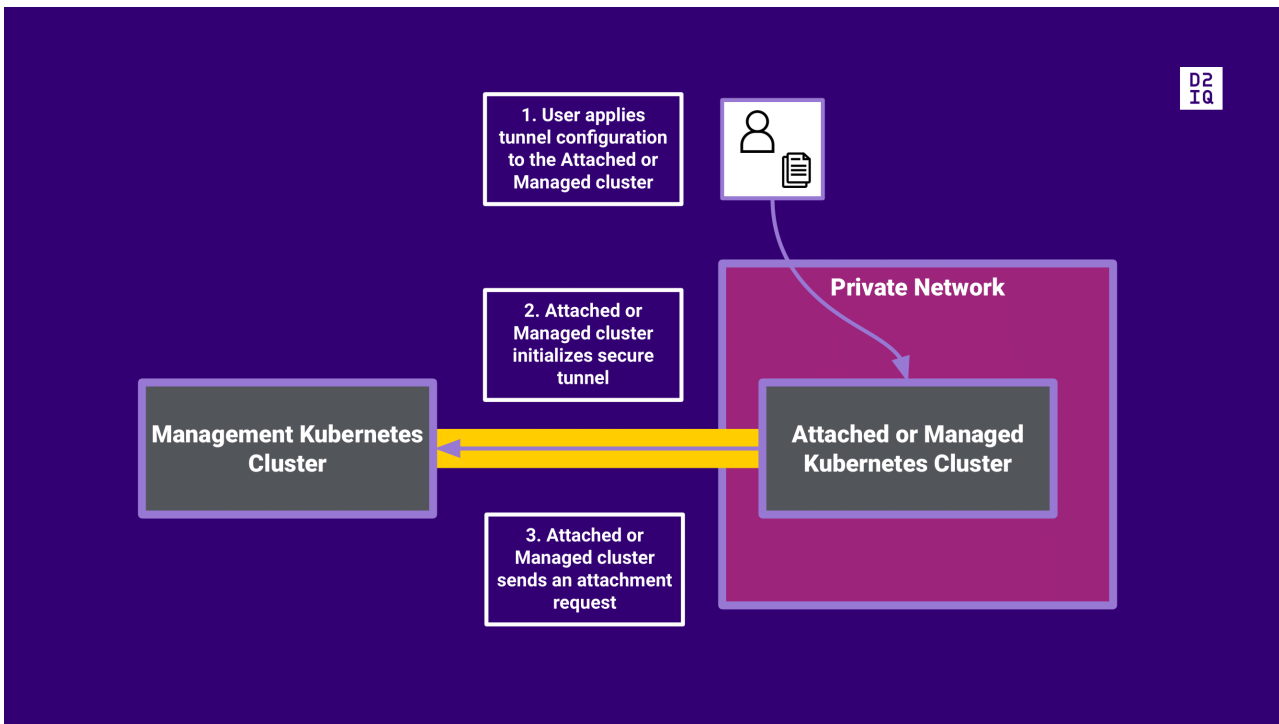 D2
IQ
1. User applies
tunnel configuration
to the Attached or
Managed cluster
Private Network
2. Attached or
Managed cluster
initializes secure
tunnel
Management Kubernetes
Cluster
Attached or Managed
Kubernetes Cluster
3. Attached or
Managed cluster
sends an attachment
request